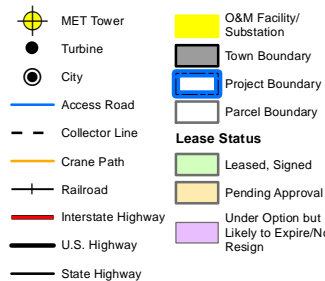 MET Tower
Turbine
City
Access Road
Collector Line
Crane Path
Railroad
Interstate Highway
U.S. Highway
State Highway
O&M Facility/
Substation
Town Boundary
Project Boundary
Parcel Boundary
Lease Status
Leased, Signed
Pending Approval
Under Option but
Likely to Expire/No
Resign